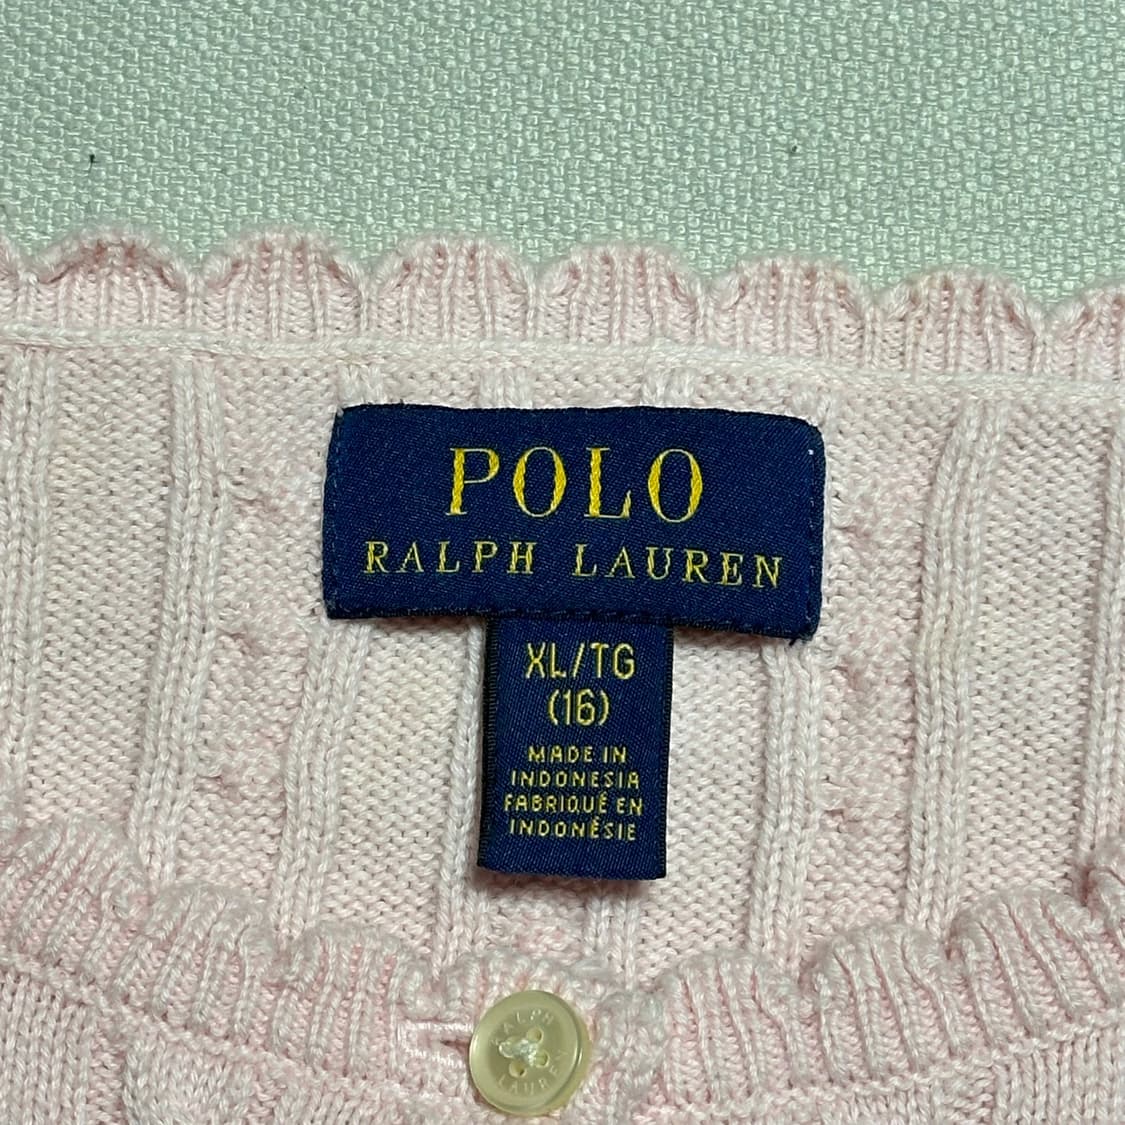 POLO
RALPH LAUREN
XL/TG
(16)
MADE IN
INDONESIA
FABRIQUÉ EN
INDONÉSIE
RALPH
LAUREN